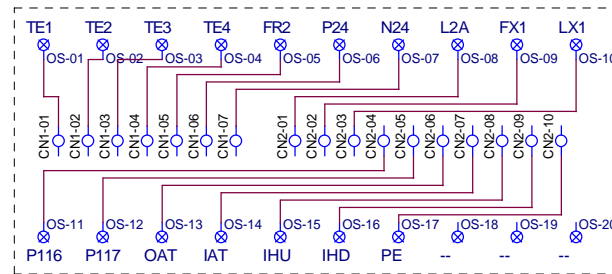 TE1 TE2 TE3 TE4 FR2 P24 N24 L2A FX1 LX1
OS-01 OS-02 OS-03 OS-04 OS-05 OS-06 OS-07 OS-08 OS-09 OS-10
CN1-01 CN1-02 CN1-03 CN1-04 CN1-05 CN1-06 CN1-07 CN2-01 CN2-02 CN2-03 CN2-04 CN2-05 CN2-06 CN2-07 CN2-08 CN2-09 CN2-10
OS-11 OS-12 OS-13 OS-14 OS-15 OS-16 OS-17 OS-18 OS-19 OS-20
P116 P117 OAT IAT IHU IHD PE -- -- --